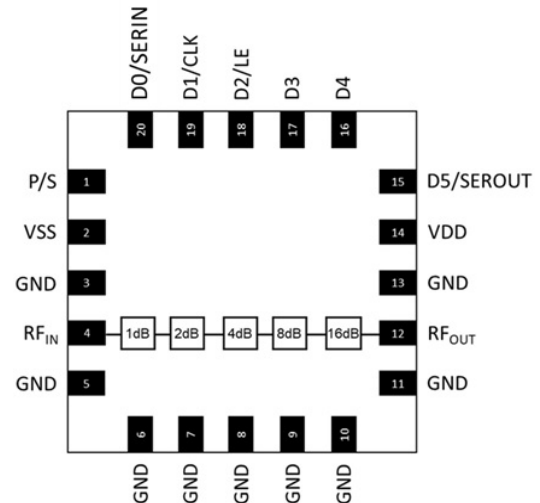 D0/SERIN
D1/CLK
D2/LE
D3
D4
20
19
18
17
16
P/S 1
15 D5/SEROUT
VSS 2
14 VDD
GND 3
13 GND
RFIN 4 1dB 2dB 4dB 8dB 16dB 12 RFOUT
GND 5
11 GND
6
7
8
9
10
GND
GND
GND
GND
GND